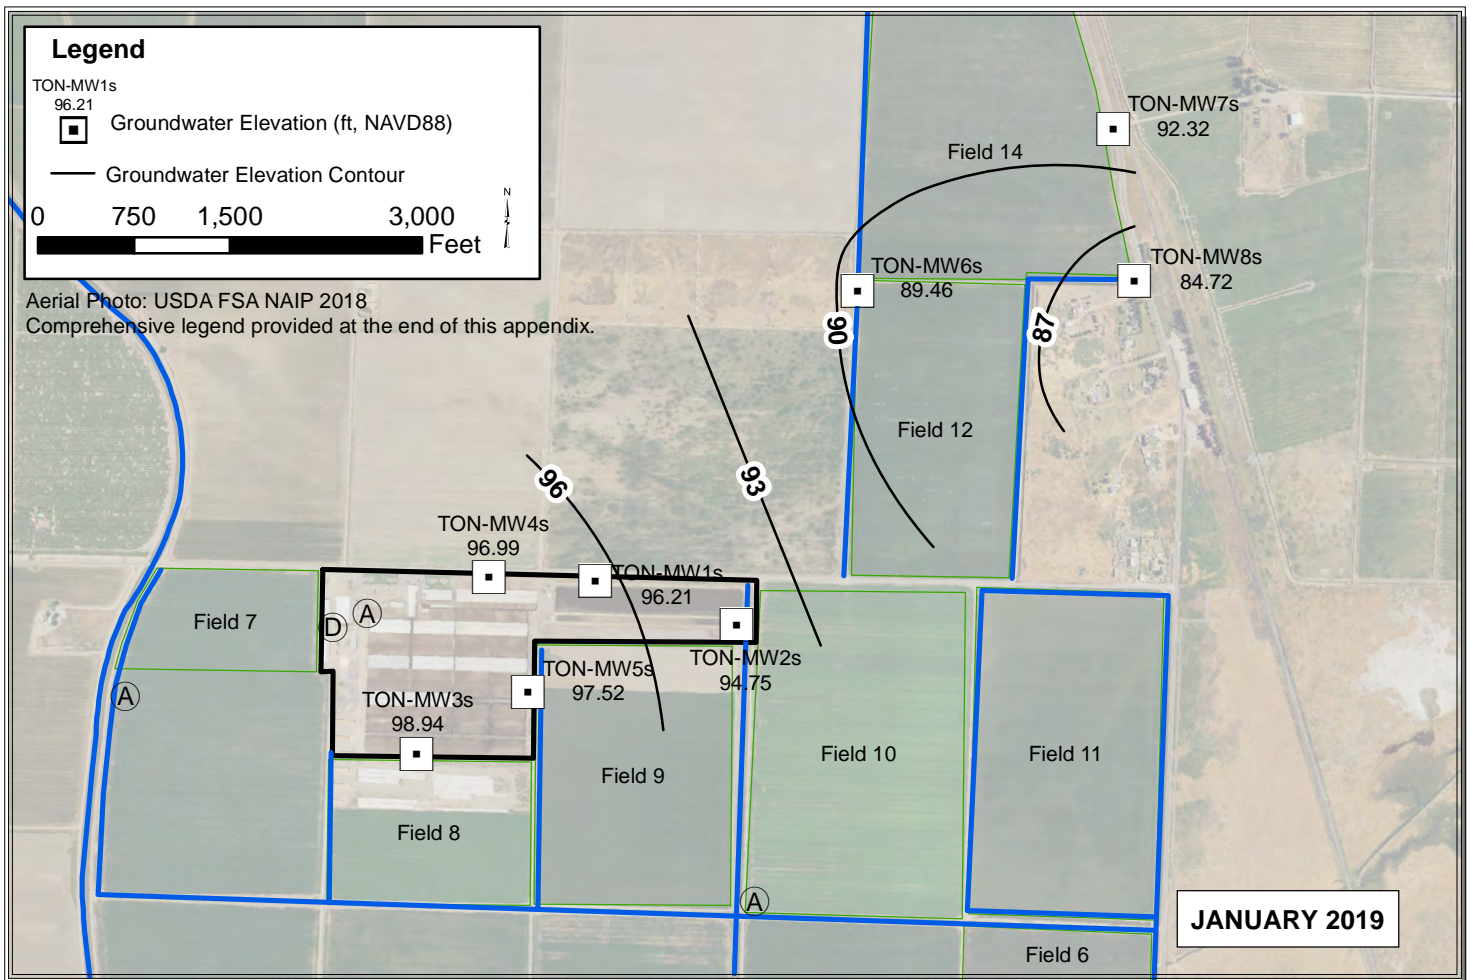 Legend
TON-MW1s
96.21
Groundwater Elevation (ft, NAVD88)
Groundwater Elevation Contour
N
0 750 1,500 3,000
Feet
Aerial Photo: USDA FSA NAIP 2018
Comprehensive legend provided at the end of this appendix.
TON-MW7s
92.32
Field 14
TON-MW6s
89.46
TON-MW8s
84.72
90
87
Field 12
93
96
TON-MW4s
96.99
TON-MW1s
96.21
Field 7
D
A
TON-MW2s
94.75
TON-MW5s
97.52
A
TON-MW3s
98.94
Field 10
Field 11
Field 9
Field 8
A
JANUARY 2019
Field 6